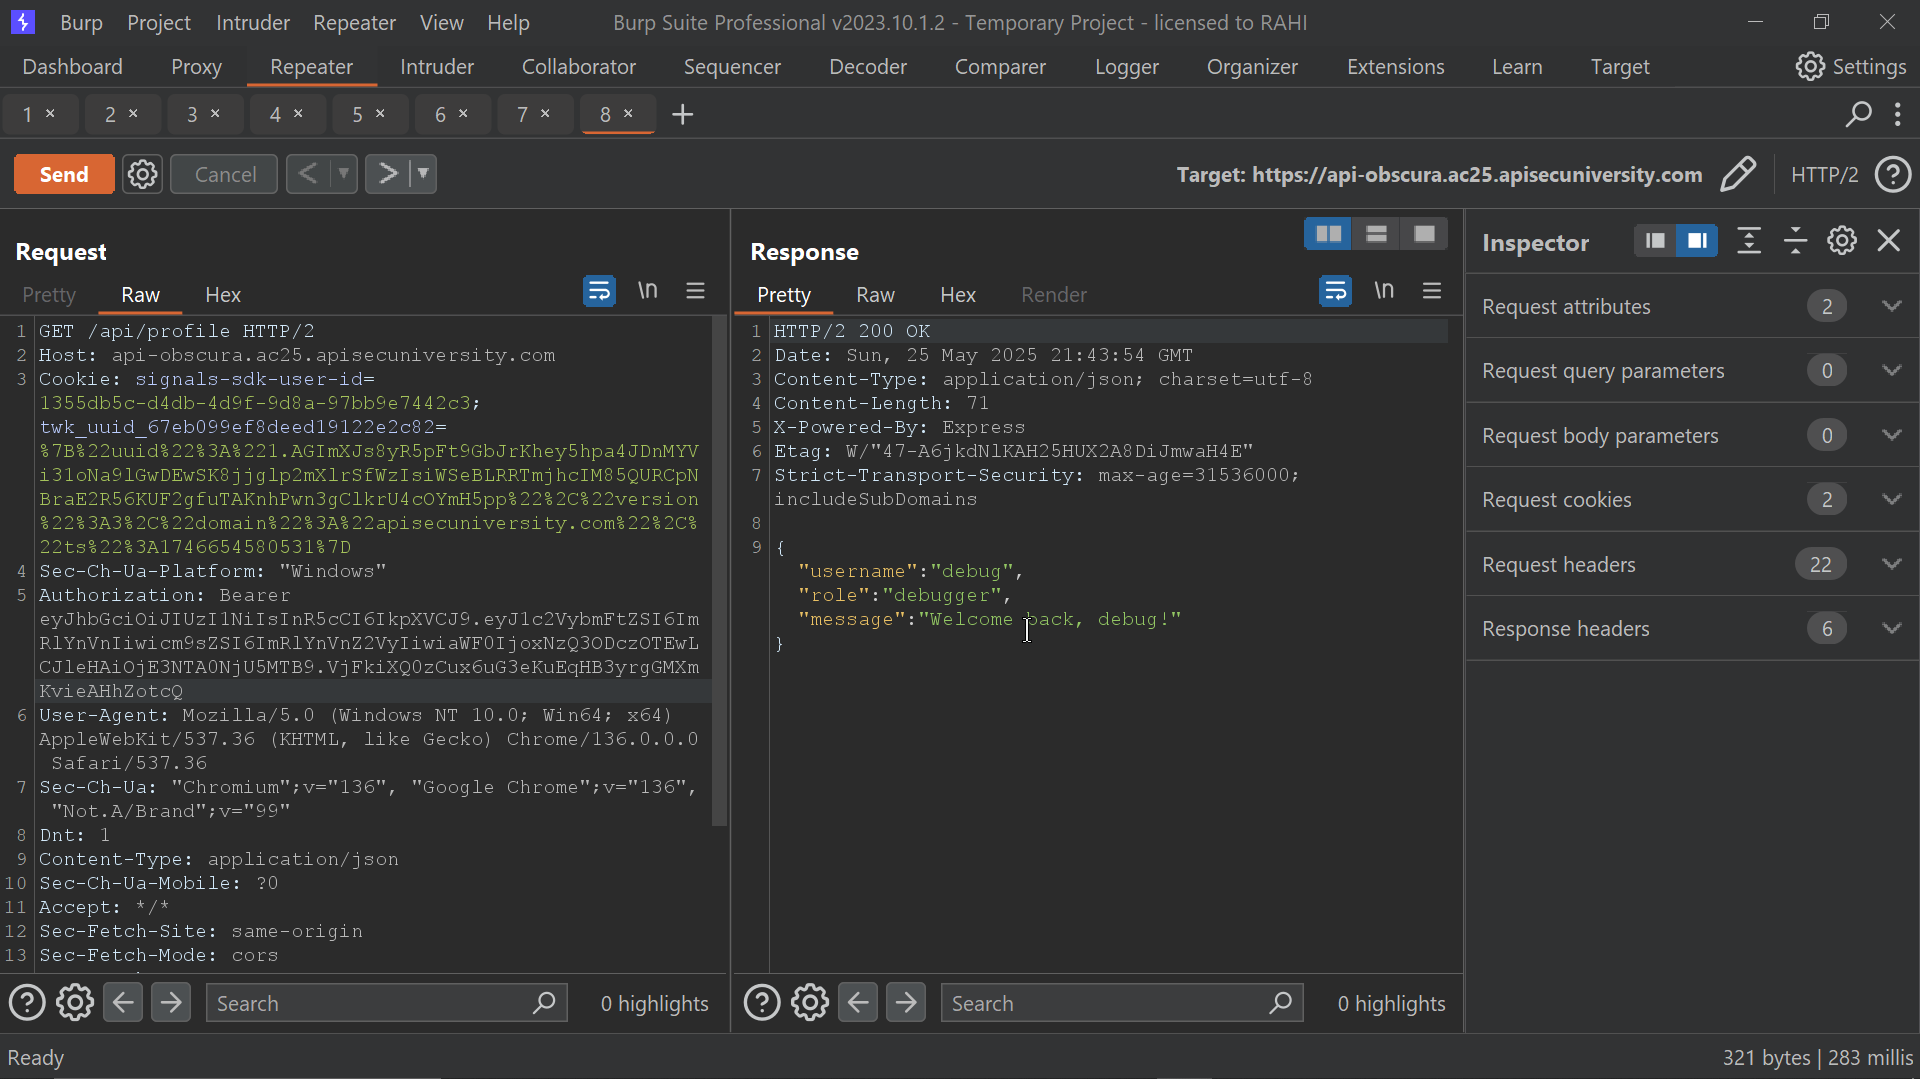 Burp Project Intruder Repeater View Help Burp Suite Professional v2023.10.1.2 - Temporary Project - licensed to RAHI
Dashboard Proxy Repeater Intruder Collaborator Sequencer Decoder Comparer Logger Organizer Extensions Learn Target Settings
1 × 2 × 3 × 4 × 5 × 6 × 7 × 8 × +
Send Cancel < > Target: https://api-obscura.ac25.apisecuniversity.com HTTP/2 ?
Request
Pretty Raw Hex \n
1 GET /api/profile HTTP/2
2 Host: api-obscura.ac25.apisecuniversity.com
3 Cookie: signals-sdk-user-id=
1355db5c-d4db-4d9f-9d8a-97bb9e7442c3;
twk_uuid_67eb099ef8deed19122e2c82=
%7B%22uuid%22%3A%221.AGImXJs8yR5pFt9GbJrKhey5hpa4JDnMYV
i31oNa9lGwDEwSK8jjglp2mXlrSfWzIsiWSeBLRRTmjhcIM85QURCpN
BraE2R56KUF2gfuTAKnhPwn3gClkrU4cOYmH5pp%22%2C%22version
%22%3A3%2C%22domain%22%3A%22apisecuniversity.com%22%2C%
22ts%22%3A1746654580531%7D
4 Sec-Ch-Ua-Platform: "Windows"
5 Authorization: Bearer
eyJhbGciOiJIUzI1NiIsInR5cCI6IkpXVCJ9.eyJ1c2VybmFtZSI6Im
RlYnVnIiwicm9sZSI6ImRlYnVnZ2VyIiwiaWF0IjoxNzQ3ODczOTEwL
CJleHAiOjE3NTA0NjU5MTB9.VjFkiXQ0zCux6uG3eKuEqHB3yrgGMXm
KvieAHhZotcQ
6 User-Agent: Mozilla/5.0 (Windows NT 10.0; Win64; x64)
AppleWebKit/537.36 (KHTML, like Gecko) Chrome/136.0.0.0
Safari/537.36
7 Sec-Ch-Ua: "Chromium";v="136", "Google Chrome";v="136",
"Not.A/Brand";v="99"
8 Dnt: 1
9 Content-Type: application/json
10 Sec-Ch-Ua-Mobile: ?0
11 Accept: */*
12 Sec-Fetch-Site: same-origin
13 Sec-Fetch-Mode: cors
? Search 0 highlights
Response
Pretty Raw Hex Render \n
1 HTTP/2 200 OK
2 Date: Sun, 25 May 2025 21:43:54 GMT
3 Content-Type: application/json; charset=utf-8
4 Content-Length: 71
5 X-Powered-By: Express
6 Etag: W/"47-A6jkdNlKAH25HUX2A8DiJmwaH4E"
7 Strict-Transport-Security: max-age=31536000;
includeSubDomains
8
9 {
"username":"debug",
"role":"debugger",
"message":"Welcome back, debug!"
}
? Search 0 highlights
Inspector
Request attributes 2
Request query parameters 0
Request body parameters 0
Request cookies 2
Request headers 22
Response headers 6
Ready 321 bytes | 283 millis